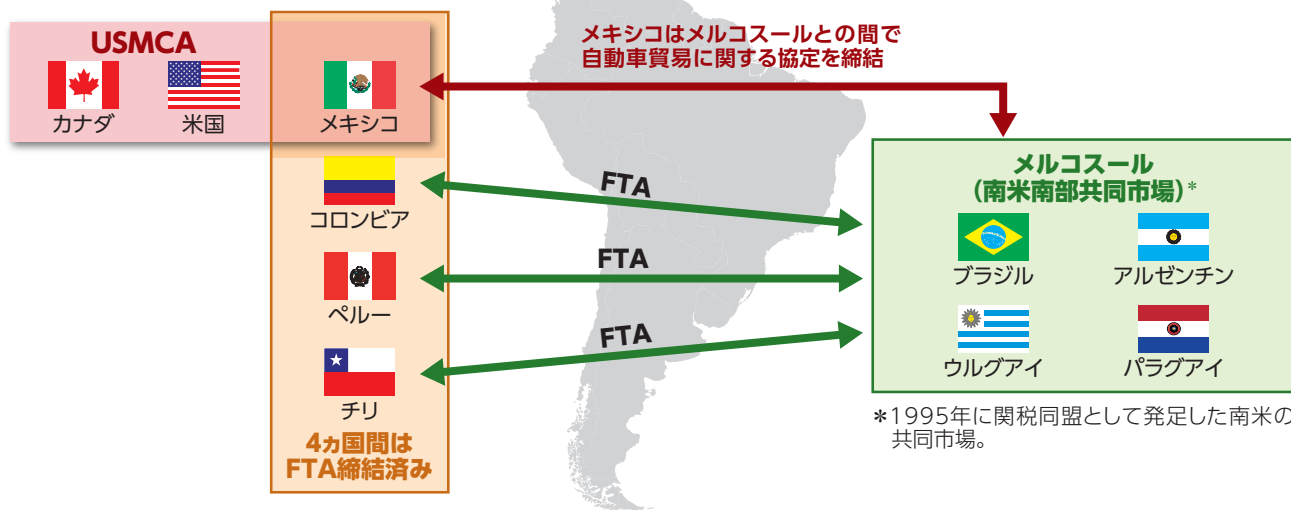 USMCA
カナダ
米国
メキシコ
メキシコはメルコスールとの間で
自動車貿易に関する協定を締結
コロンビア
ペルー
チリ
4ヵ国間は
FTA締結済み
FTA
FTA
FTA
メルコスール
（南米南部共同市場）*
ブラジル
アルゼンチン
ウルグアイ
パラグアイ
*1995年に関税同盟として発足した南米の
共同市場。